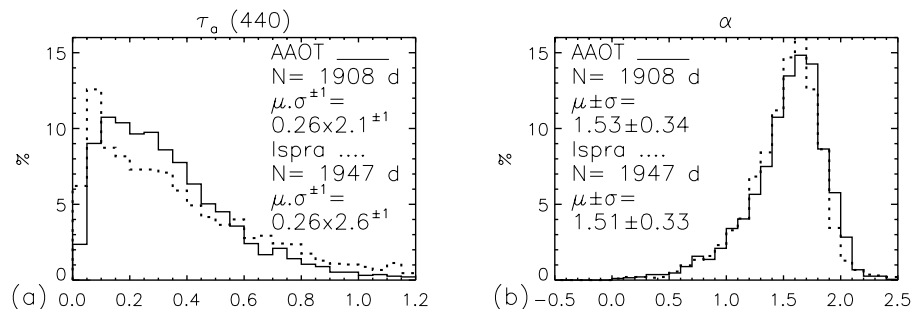 τa (440)
%
15
10
5
0
AAOT ____
N= 1908 d
μ.σ±1=
0.26x2.1±1
Ispra ....
N= 1947 d
μ.σ±1=
0.26x2.6±1
(a) 0.0 0.2 0.4 0.6 0.8 1.0 1.2
α
%
15
10
5
0
AAOT ____
N= 1908 d
μ±σ=
1.53±0.34
Ispra ....
N= 1947 d
μ±σ=
1.51±0.33
(b) −0.5 0.0 0.5 1.0 1.5 2.0 2.5